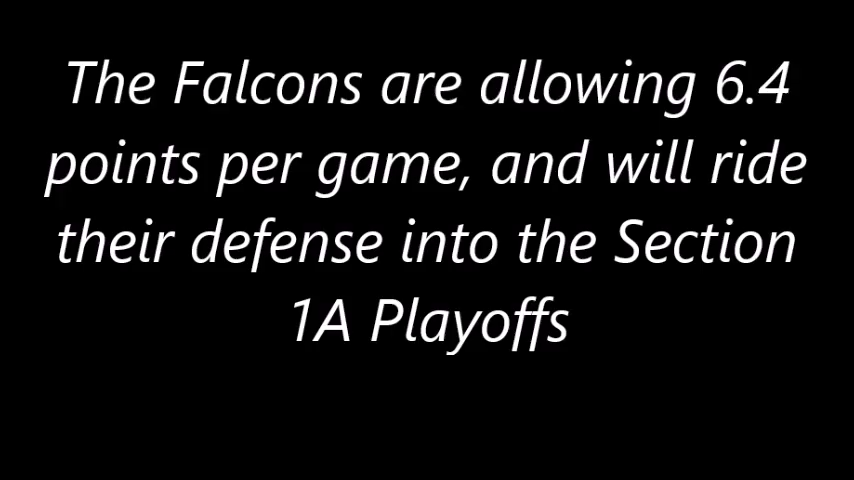 The Falcons are allowing 6.4
points per game, and will ride
their defense into the Section
1A Playoffs